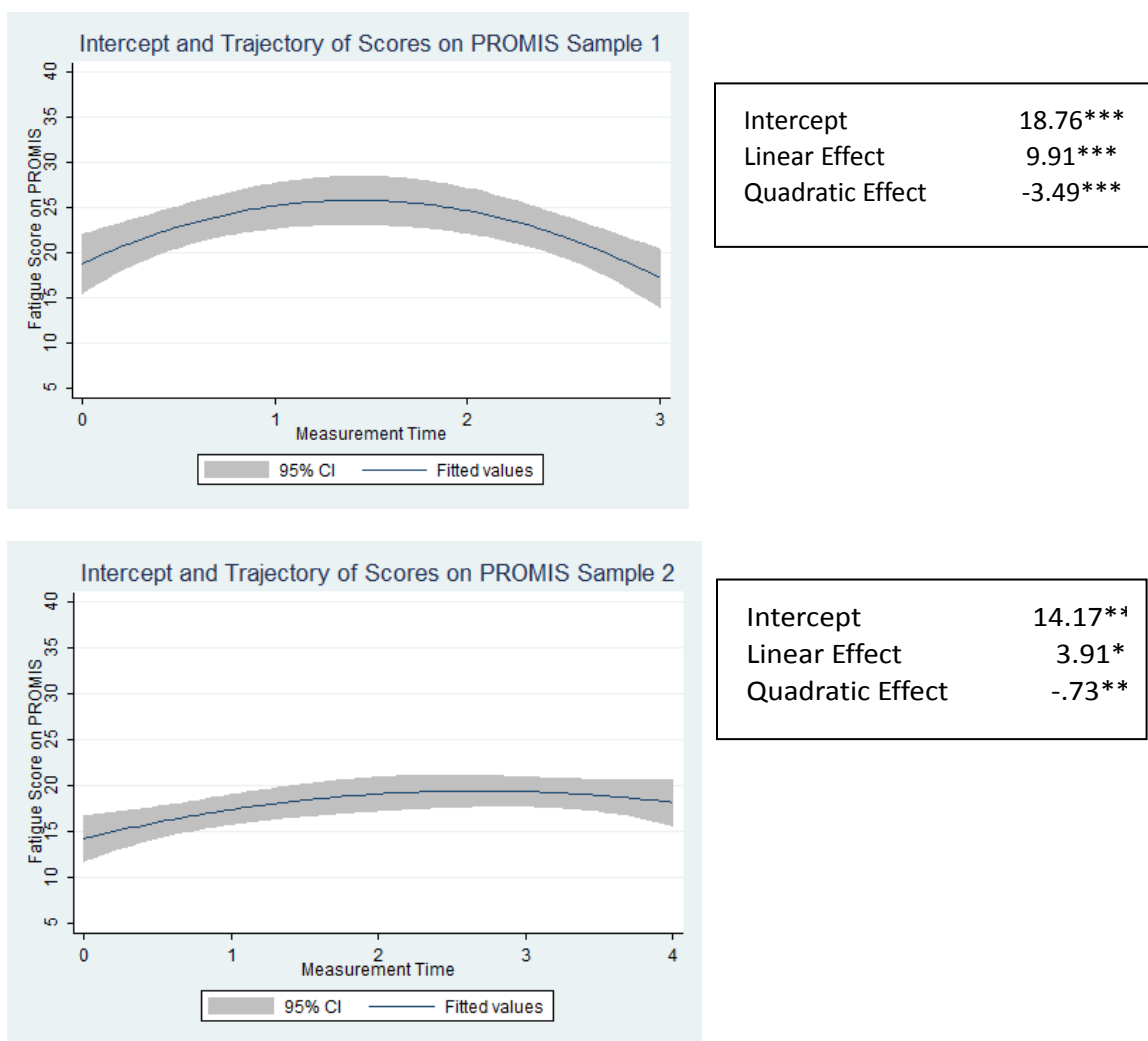 Intercept and Trajectory of Scores on PROMIS Sample 1
Fatigue Score on PROMIS
40
35
30
25
20
15
10
5
0 1 2 3
Measurement Time
95% CI Fitted values
Intercept 18.76***
Linear Effect 9.91***
Quadratic Effect -3.49***
Intercept and Trajectory of Scores on PROMIS Sample 2
Fatigue Score on PROMIS
40
35
30
25
20
15
10
5
0 1 2 3 4
Measurement Time
95% CI Fitted values
Intercept 14.17**
Linear Effect 3.91*
Quadratic Effect -.73**